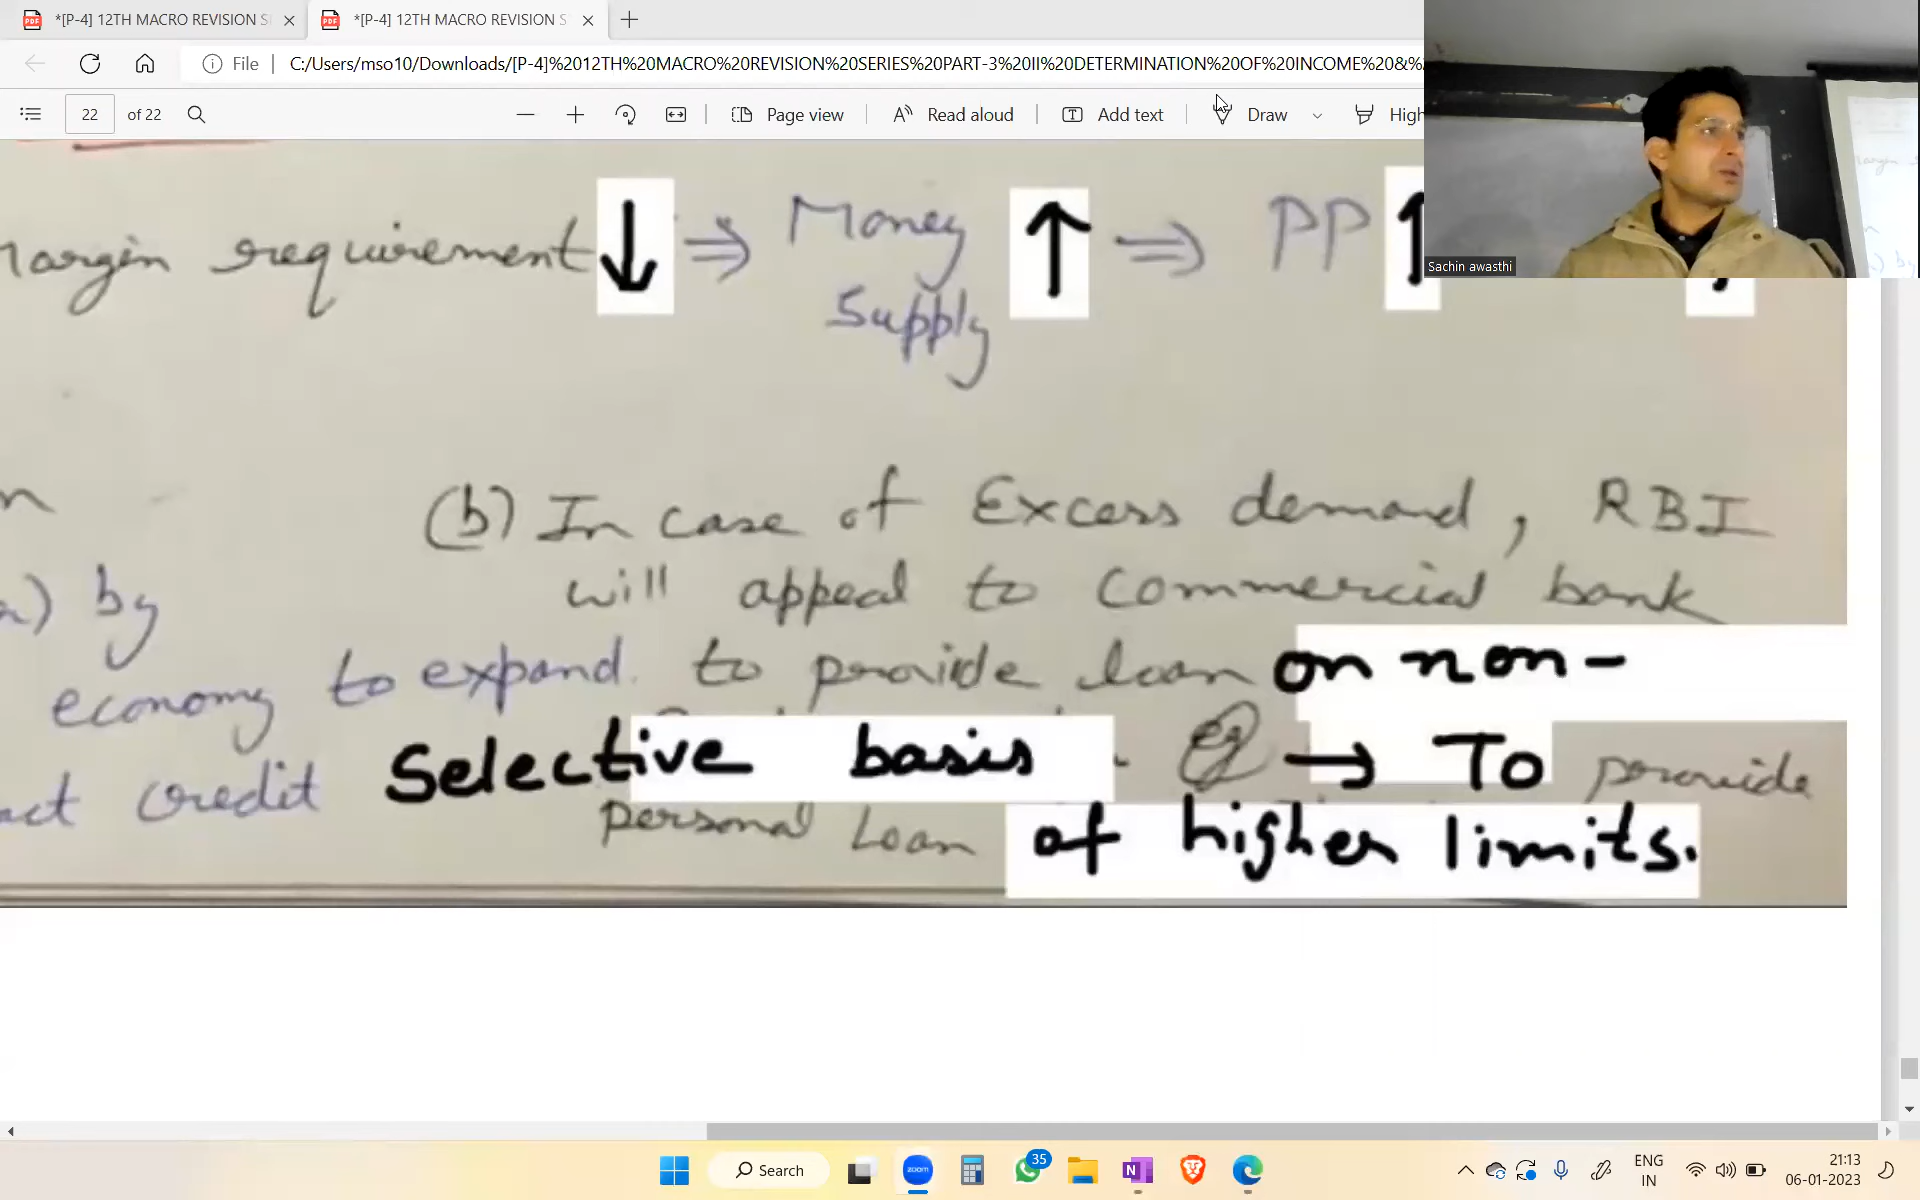 *[P-4] 12TH MACRO REVISION S
*[P-4] 12TH MACRO REVISION S
File
C:/Users/mso10/Downloads/[P-4]%2012TH%20MACRO%20REVISION%20SERIES%20PART-3%20II%20DETERMINATION%20OF%20INCOME%20&%
22 of 22
Page view
Read aloud
Add text
Draw
High
Sachin awasthi
Margin requirement ↓ ⇒ Money ↑ ⇒ PP ↑
Supply
(b) In case of Excess demand, RBI
by will appeal to commercial bank
economy to expand. to provide loan on non-
credit Selective basis. Eg → To provide
personal Loan of higher limits.
Search
zoom
35
ENG
IN
21:13
06-01-2023